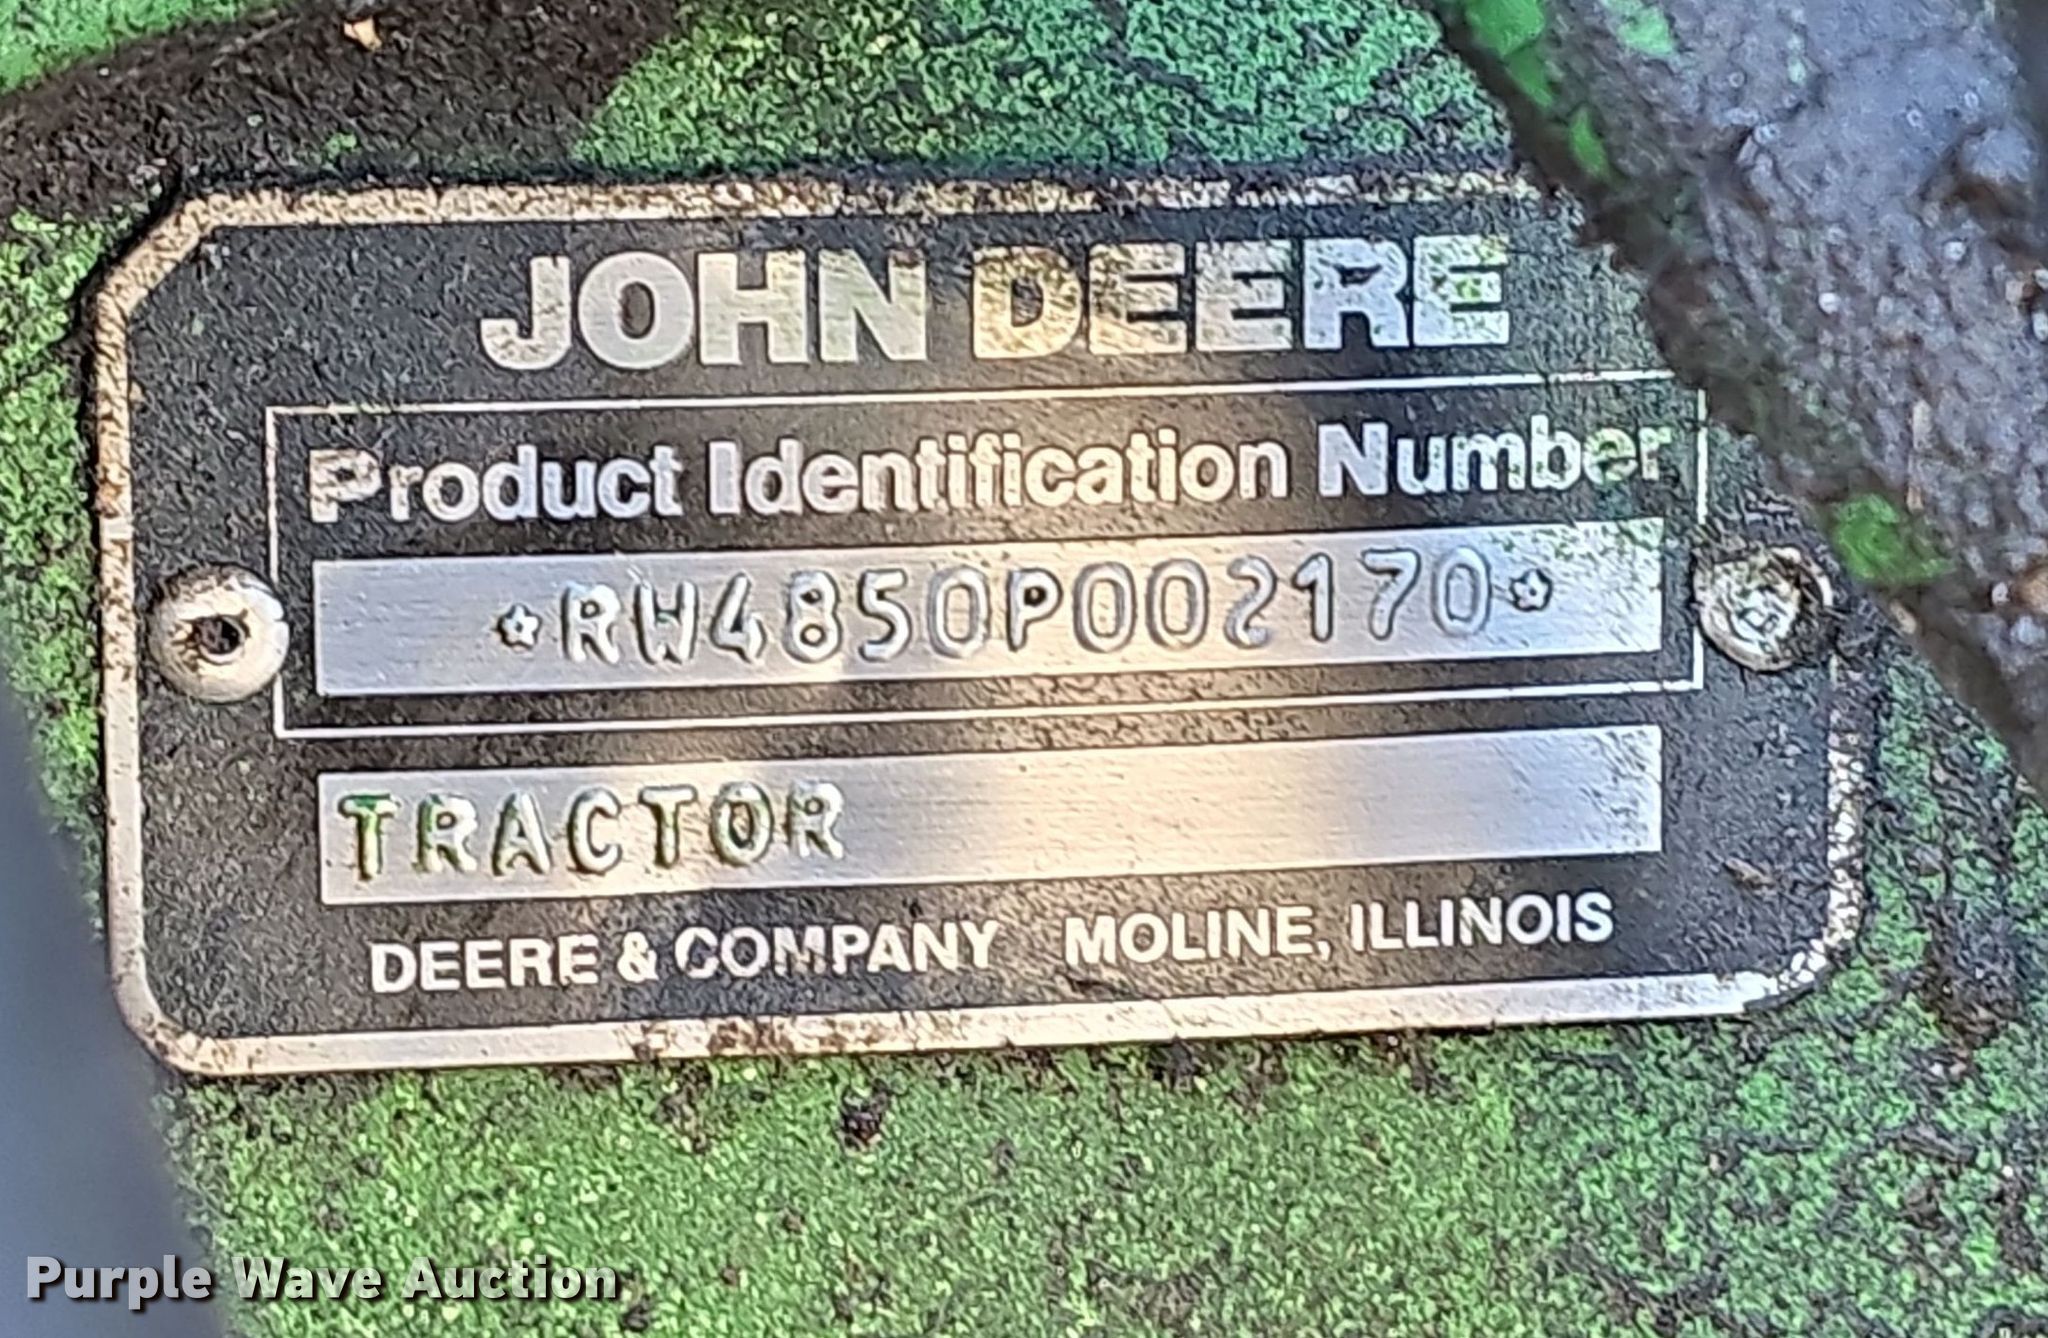 JOHN DEERE
Product Identification Number
*RW4850P002170*
TRACTOR
DEERE & COMPANY MOLINE, ILLINOIS
Purple Wave Auction